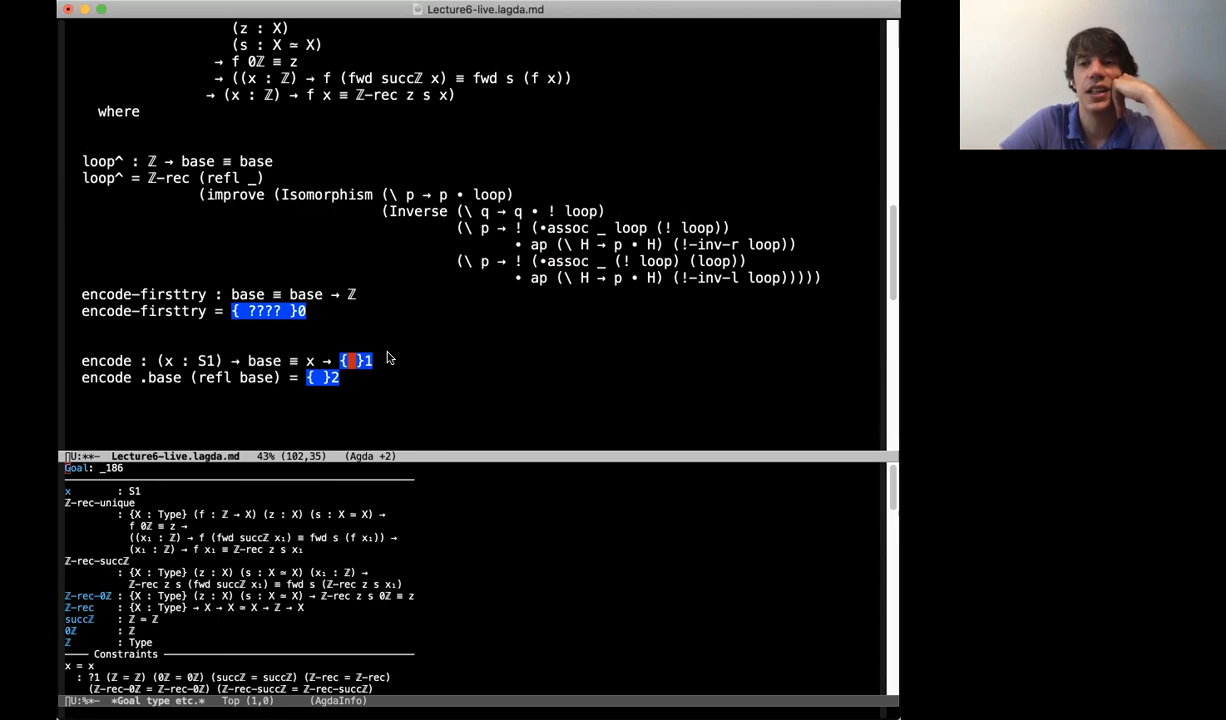 Lecture6-live.lagda.md
(z : X)
(s : X ≃ X)
→ f 0ℤ ≡ z
→ ((x : ℤ) → f (fwd succℤ x) ≡ fwd s (f x))
→ (x : ℤ) → f x ≡ ℤ-rec z s x)
where
loop^ : ℤ → base ≡ base
loop^ = ℤ-rec (refl _)
(improve (Isomorphism (\ p → p • loop)
(Inverse (\ q → q • ! loop)
(\ p → ! (•assoc _ loop (! loop))
• ap (\ H → p • H) (!-inv-r loop))
(\ p → ! (•assoc _ (! loop) (loop))
• ap (\ H → p • H) (!-inv-l loop)))))
encode-firsttry : base ≡ base → ℤ
encode-firsttry = { ???? }0
encode : (x : S1) → base ≡ x → { }1
encode .base (refl base) = { }2
U:**- Lecture6-live.lagda.md 43% (102,35) (Agda +2)
Goal: _186
x : S1
ℤ-rec-unique
: {X : Type} (f : ℤ → X) (z : X) (s : X ≃ X) →
f 0ℤ ≡ z →
((x₁ : ℤ) → f (fwd succℤ x₁) ≡ fwd s (f x₁)) →
(x₁ : ℤ) → f x₁ ≡ ℤ-rec z s x₁
ℤ-rec-succℤ
: {X : Type} (z : X) (s : X ≃ X) (x₁ : ℤ) →
ℤ-rec z s (fwd succℤ x₁) ≡ fwd s (ℤ-rec z s x₁)
ℤ-rec-0ℤ : {X : Type} (z : X) (s : X ≃ X) → ℤ-rec z s 0ℤ ≡ z
ℤ-rec : {X : Type} → X → X ≃ X → ℤ → X
succℤ : ℤ ≃ ℤ
0ℤ : ℤ
ℤ : Type
Constraints
x = x
: ?1 (ℤ = ℤ) (0ℤ = 0ℤ) (succℤ = succℤ) (ℤ-rec = ℤ-rec)
(ℤ-rec-0ℤ = ℤ-rec-0ℤ) (ℤ-rec-succℤ = ℤ-rec-succℤ)
U:%*- *Goal type etc.* Top (1,0) (AgdaInfo)